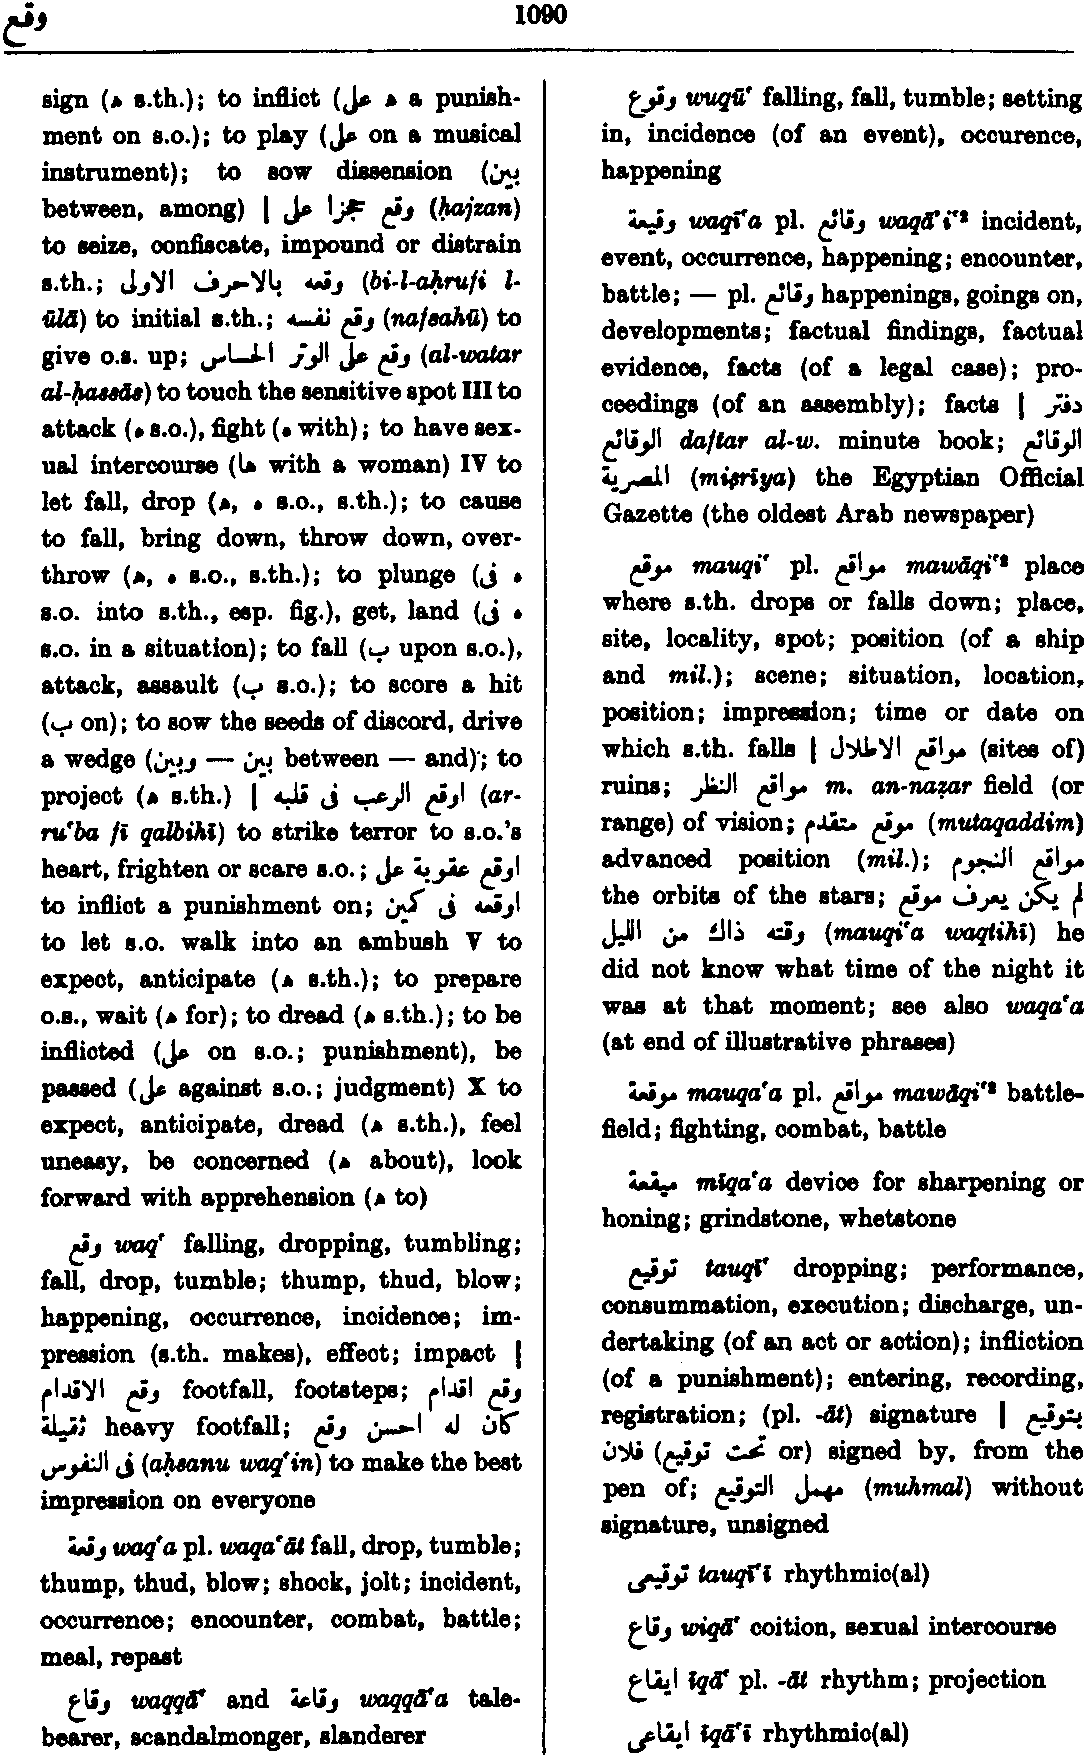 وقع
1090
sign (ه s.th.); to inflict (ه على a punish-
ment on s.o.); to play (على on a musical
instrument); to sow dissension (بين
between, among) | وقع حجزا على (ḥajzan)
to seize, confiscate, impound or distrain
s.th.; وقعه بالاحرف الاولى (bi-l-aḥrufi l-
ūlā) to initial s.th.; وقع نفسه (nafsahū) to
give o.s. up; وقع على الوتر الحساس (al-watar
al-ḥassās) to touch the sensitive spot III to
attack (ه s.o.), fight (ه with); to have sex-
ual intercourse (ها with a woman) IV to
let fall, drop (ه, ه s.o., s.th.); to cause
to fall, bring down, throw down, over-
throw (ه, ه s.o., s.th.); to plunge (ه فى
s.o. into s.th., esp. fig.), get, land (ه فى
s.o. in a situation); to fall (ب upon s.o.),
attack, assault (ب s.o.); to score a hit
(ب on); to sow the seeds of discord, drive
a wedge (بين — وبين between — and); to
project (ه s.th.) | اوقع الرعب فى قلبه (ar-
ruʿba fī qalbihī) to strike terror to s.o.'s
heart, frighten or scare s.o.; اوقع عقوبة على
to inflict a punishment on; اوقعه فى كمين
to let s.o. walk into an ambush V to
expect, anticipate (ه s.th.); to prepare
o.s., wait (ه for); to dread (ه s.th.); to be
inflicted (على on s.o.; punishment), be
passed (على against s.o.; judgment) X to
expect, anticipate, dread (ه s.th.), feel
uneasy, be concerned (ه about), look
forward with apprehension (ه to)
وقع waqʿ falling, dropping, tumbling;
fall, drop, tumble; thump, thud, blow;
happening, occurrence, incidence; im-
pression (s.th. makes), effect; impact |
وقع الاقدام footfall, footsteps; وقع اقدام
ثقيلة heavy footfall; كان له احسن وقع
فى النفوس (aḥsanu waqʿin) to make the best
impression on everyone
وقعة waqʿa pl. waqaʿāt fall, drop, tumble;
thump, thud, blow; shock, jolt; incident,
occurrence; encounter, combat, battle;
meal, repast
وقاع waqqāʿ and وقاعة waqqāʿa tale-
bearer, scandalmonger, slanderer
وقوع wuqūʿ falling, fall, tumble; setting
in, incidence (of an event), occurence,
happening
وقيعة waqīʿa pl. وقائع waqāʾiʿ² incident,
event, occurrence, happening; encounter,
battle; — pl. وقائع happenings, goings on,
developments; factual findings, factual
evidence, facts (of a legal case); pro-
ceedings (of an assembly); facts | دفتر
الوقائع daftar al-w. minute book; الوقائع
المصرية (miṣrīya) the Egyptian Official
Gazette (the oldest Arab newspaper)
موقع mauqiʿ pl. مواقع mawāqiʿ² place
where s.th. drops or falls down; place,
site, locality, spot; position (of a ship
and mil.); scene; situation, location,
position; impression; time or date on
which s.th. falls | مواقع الاطلال (sites of)
ruins; مواقع النظر m. an-naẓar field (or
range) of vision; موقع متقدم (mutaqaddim)
advanced position (mil.); مواقع النجوم
the orbits of the stars; لم يكن يعرف موقع
وقته ذاك من الليل (mauqiʿa waqtihī) he
did not know what time of the night it
was at that moment; see also waqaʿa
(at end of illustrative phrases)
موقعة mauqaʿa pl. مواقع mawāqiʿ² battle-
field; fighting, combat, battle
ميقعة mīqaʿa device for sharpening or
honing; grindstone, whetstone
توقيع tauqīʿ dropping; performance,
consummation, execution; discharge, un-
dertaking (of an act or action); infliction
(of a punishment); entering, recording,
registration; (pl. -āt) signature | بتوقيع
فلان (تحت توقيع or) signed by, from the
pen of; مهمل التوقيع (muhmal) without
signature, unsigned
توقيعى tauqīʿī rhythmic(al)
وقاع wiqāʿ coition, sexual intercourse
ايقاع īqāʿ pl. -āt rhythm; projection
ايقاعى īqāʿī rhythmic(al)